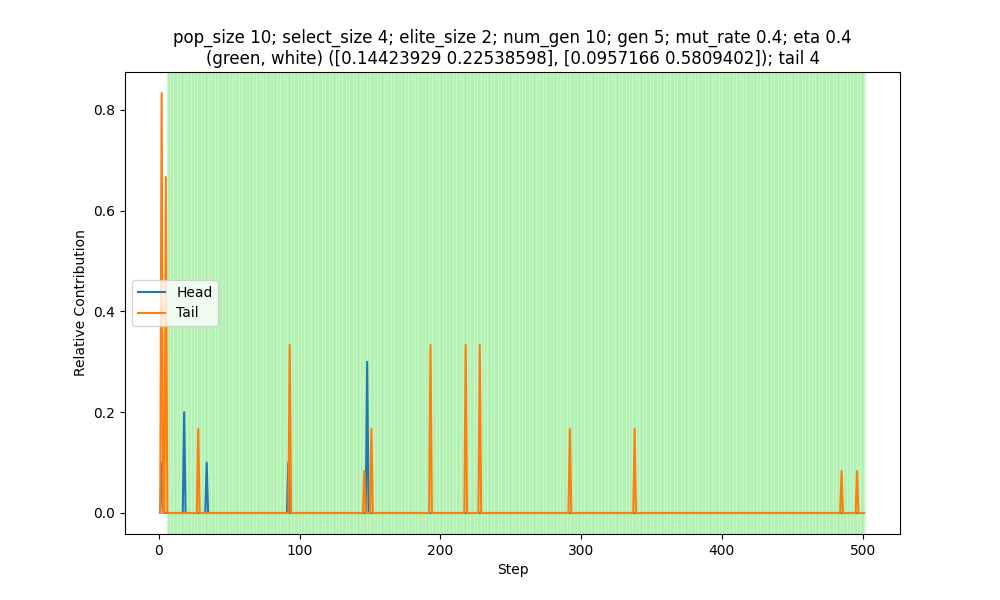 pop_size 10; select_size 4; elite_size 2; num_gen 10; gen 5; mut_rate 0.4; eta 0.4
(green, white) ([0.14423929 0.22538598], [0.0957166 0.5809402]); tail 4
0.8
0.6
0.4
0.2
0.0
Relative Contribution
Head
Tail
0 100 200 300 400 500
Step